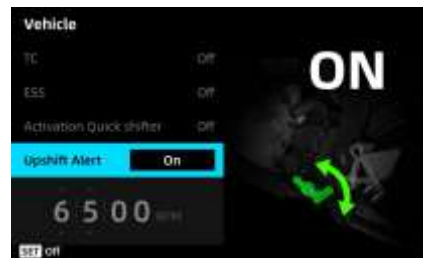 Vehicle
TC Off
ON
ESS Off
Activation Quick shifter Off
Upshift Alert On
6500
SET Off